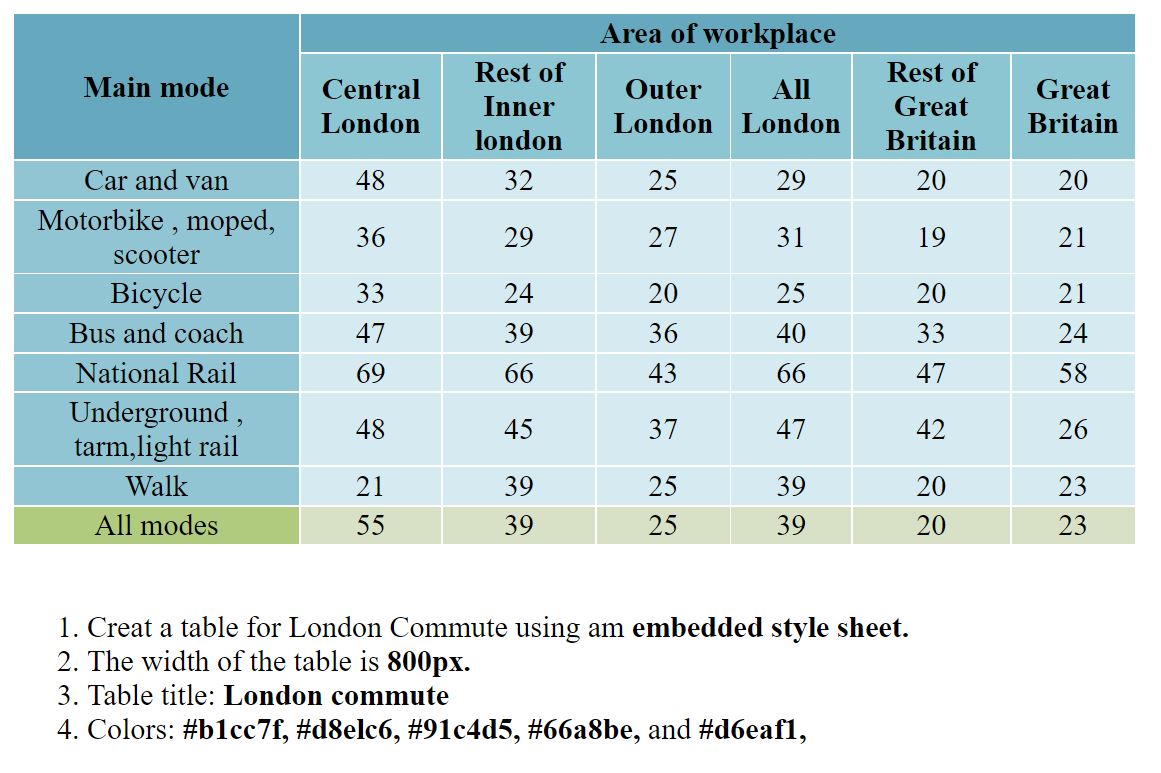 Area of workplace
Main mode
Central London
Rest of Inner london
Outer London
All London
Rest of Great Britain
Great Britain
Car and van 48 32 25 29 20 20
Motorbike , moped, scooter 36 29 27 31 19 21
Bicycle 33 24 20 25 20 21
Bus and coach 47 39 36 40 33 24
National Rail 69 66 43 66 47 58
Underground , tarm,light rail 48 45 37 47 42 26
Walk 21 39 25 39 20 23
All modes 55 39 25 39 20 23
1. Creat a table for London Commute using am embedded style sheet.
2. The width of the table is 800px.
3. Table title: London commute
4. Colors: #b1cc7f, #d8elc6, #91c4d5, #66a8be, and #d6eaf1,